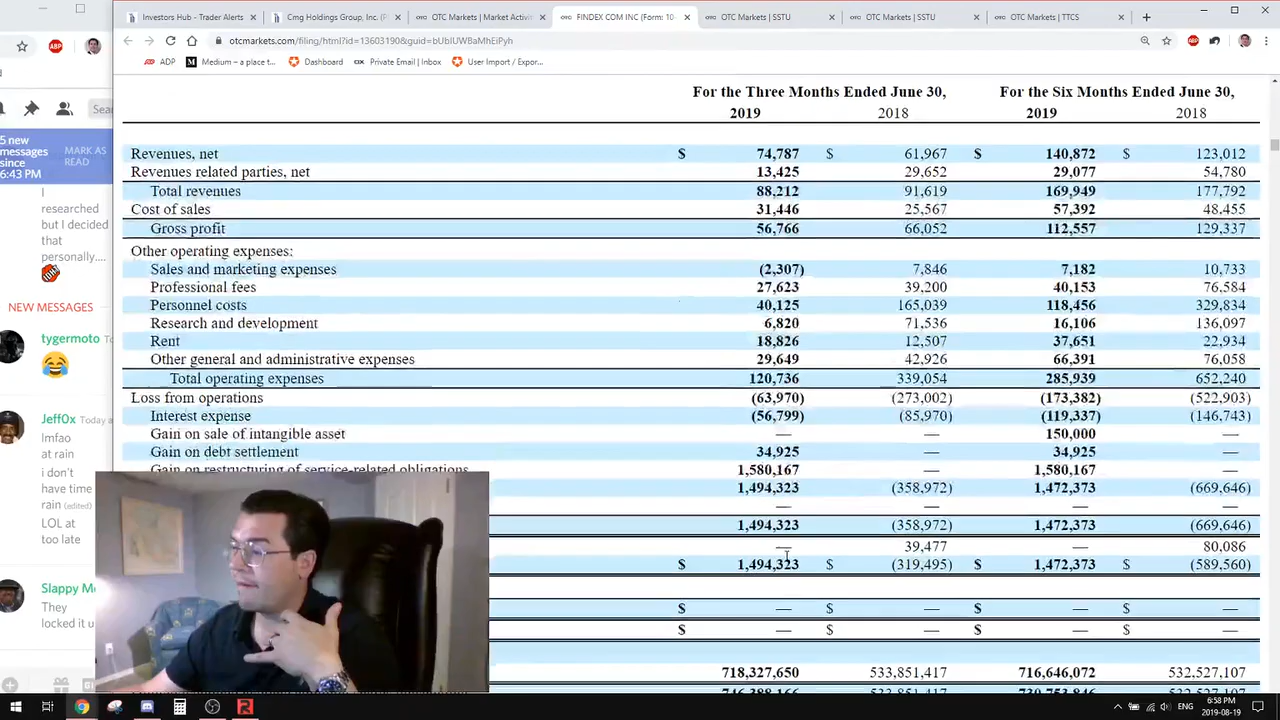 Investors Hub - Trader Alerts
Cmg Holdings Group, Inc. (P
OTC Markets | Market Activi
FINDEX COM INC (Form: 10-
OTC Markets | SSTU
OTC Markets | SSTU
OTC Markets | TTCS
otcmarkets.com/filing/html?id=13603190&guid=bUbIUWBaMhEiPyh
ADP
Medium – a place t...
Dashboard
Private Email | Inbox
User Import / Expor...
Sea
5 new messages since 6:43 PM
MARK AS READ
I
researched
but I decided
that
personally....
NEW MESSAGES
tygermoto To
Jeff0x Today a
lmfao
at rain
i don't
have time
rain (edited)
LOL at
too late
Slappy M
They
locked it u
For the Three Months Ended June 30, For the Six Months Ended June 30,
2019 2018 2019 2018
Revenues, net $ 74,787 $ 61,967 $ 140,872 $ 123,012
Revenues related parties, net 13,425 29,652 29,077 54,780
Total revenues 88,212 91,619 169,949 177,792
Cost of sales 31,446 25,567 57,392 48,455
Gross profit 56,766 66,052 112,557 129,337
Other operating expenses:
Sales and marketing expenses (2,307) 7,846 7,182 10,733
Professional fees 27,623 39,200 40,153 76,584
Personnel costs 40,125 165,039 118,456 329,834
Research and development 6,820 71,536 16,106 136,097
Rent 18,826 12,507 37,651 22,934
Other general and administrative expenses 29,649 42,926 66,391 76,058
Total operating expenses 120,736 339,054 285,939 652,240
Loss from operations (63,970) (273,002) (173,382) (522,903)
Interest expense (56,799) (85,970) (119,337) (146,743)
Gain on sale of intangible asset — — 150,000 —
Gain on debt settlement 34,925 — 34,925 —
Gain on restructuring of service-related obligations 1,580,167 — 1,580,167 —
1,494,323 (358,972) 1,472,373 (669,646)
— — — —
1,494,323 (358,972) 1,472,373 (669,646)
— 39,477 — 80,086
$ 1,494,323 $ (319,495) $ 1,472,373 $ (589,560)
$ — $ — $ — $ —
$ — $ — $ — $ —
718,327,650 533,851,417 716,646,072 532,527,107
6:58 PM
2019-08-19